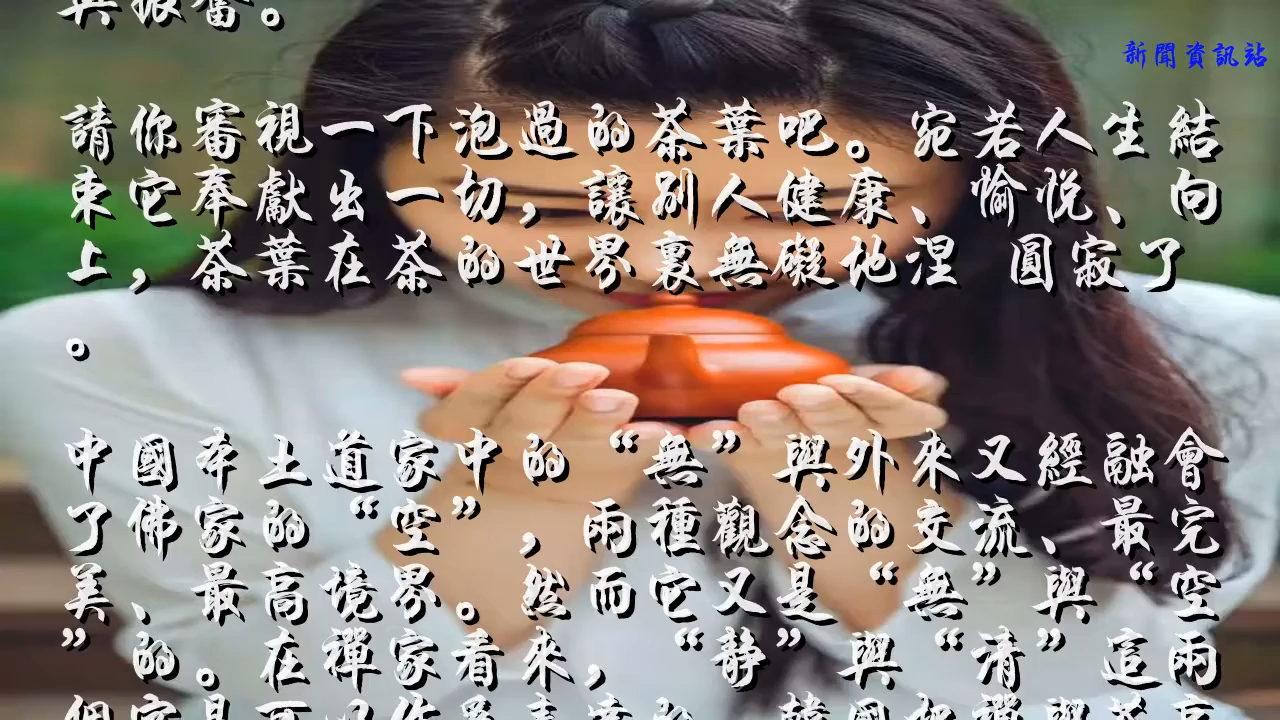 與振奮。
新聞資訊站
請你審視一下泡過的茶葉吧。宛若人生結
束它奉獻出一切，讓別人健康、愉悅、向
上，茶葉在茶的世界裏無礙地涅 圓寂了
。
中國本土道家中的“無”與外來又經融會
了佛家的“空”，兩種觀念的交流、最完
美、最高境界。然而它又是“無”與“空
”的。在禪家看來，“静”與“清”這兩